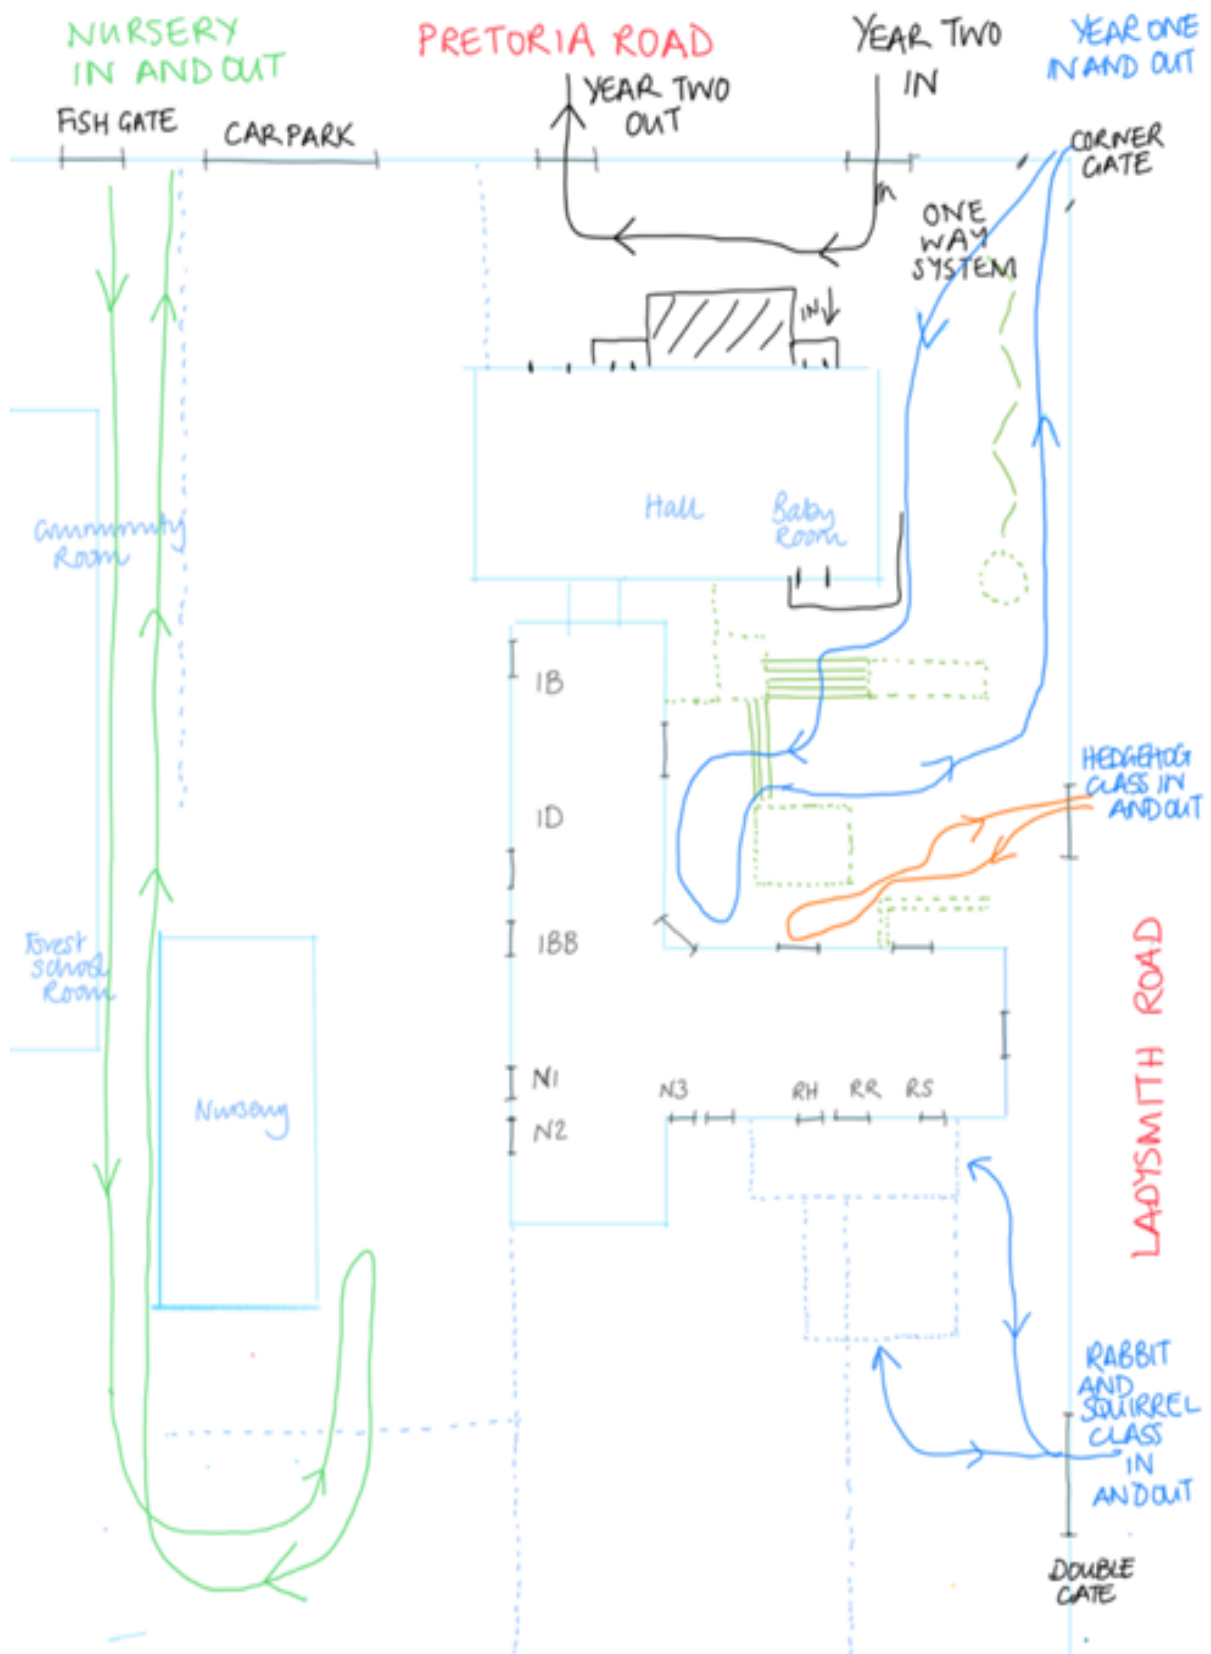 NURSERY
IN AND OUT
PRETORIA ROAD
YEAR TWO
IN
YEAR ONE
IN AND OUT
YEAR TWO
OUT
FISH GATE
CARPARK
CORNER
GATE
ONE
WAY
SYSTEM
IN
Hall
Baby
Room
Community
Room
1B
HEDGEHOG
CLASS IN
AND OUT
1D
1BB
Forest
School
Room
LADYSMITH ROAD
N1
N3
RH
RR
RS
Nursery
N2
RABBIT
AND
SQUIRREL
CLASS
IN
AND OUT
DOUBLE
GATE